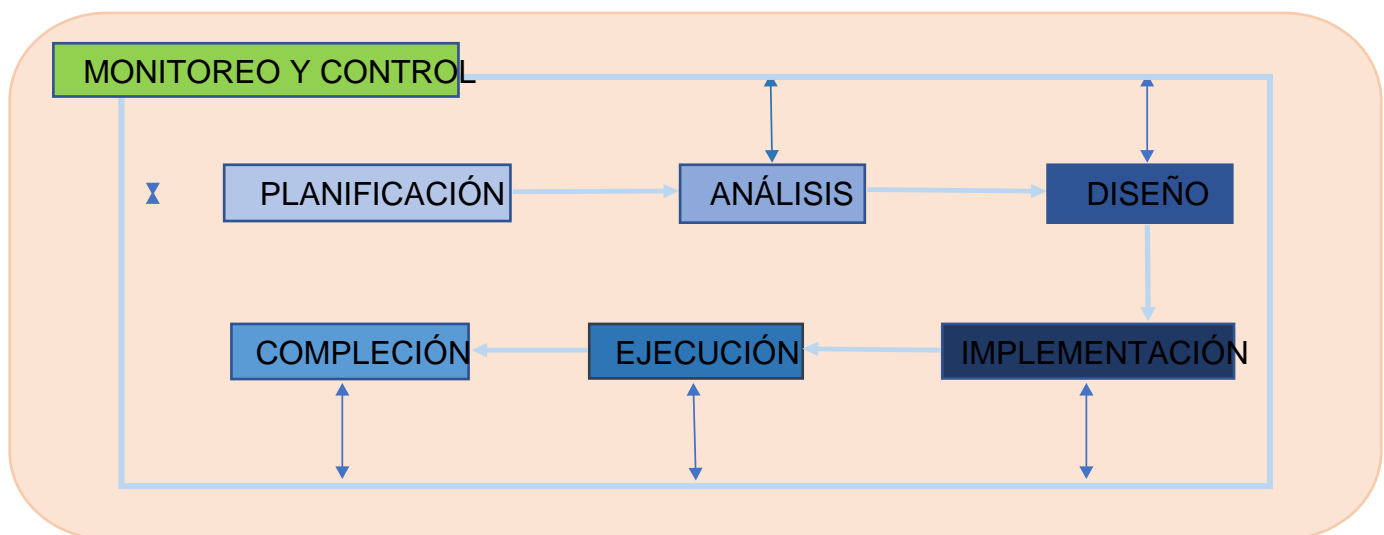 MONITOREO Y CONTROL
PLANIFICACIÓN
ANÁLISIS
DISEÑO
COMPLECIÓN
EJECUCIÓN
IMPLEMENTACIÓN